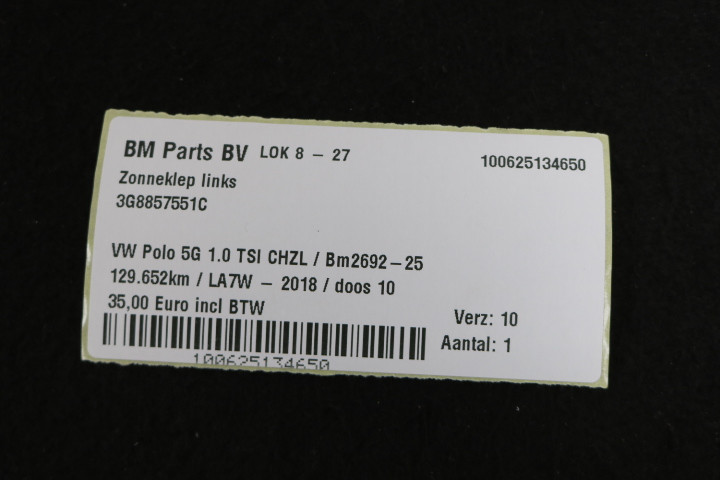 BM Parts BV LOK 8 – 27
100625134650
Zonneklep links
3G8857551C
VW Polo 5G 1.0 TSI CHZL / Bm2692-25
129.652km / LA7W – 2018 / doos 10
35,00 Euro incl BTW
Verz: 10
Aantal: 1
100625134650